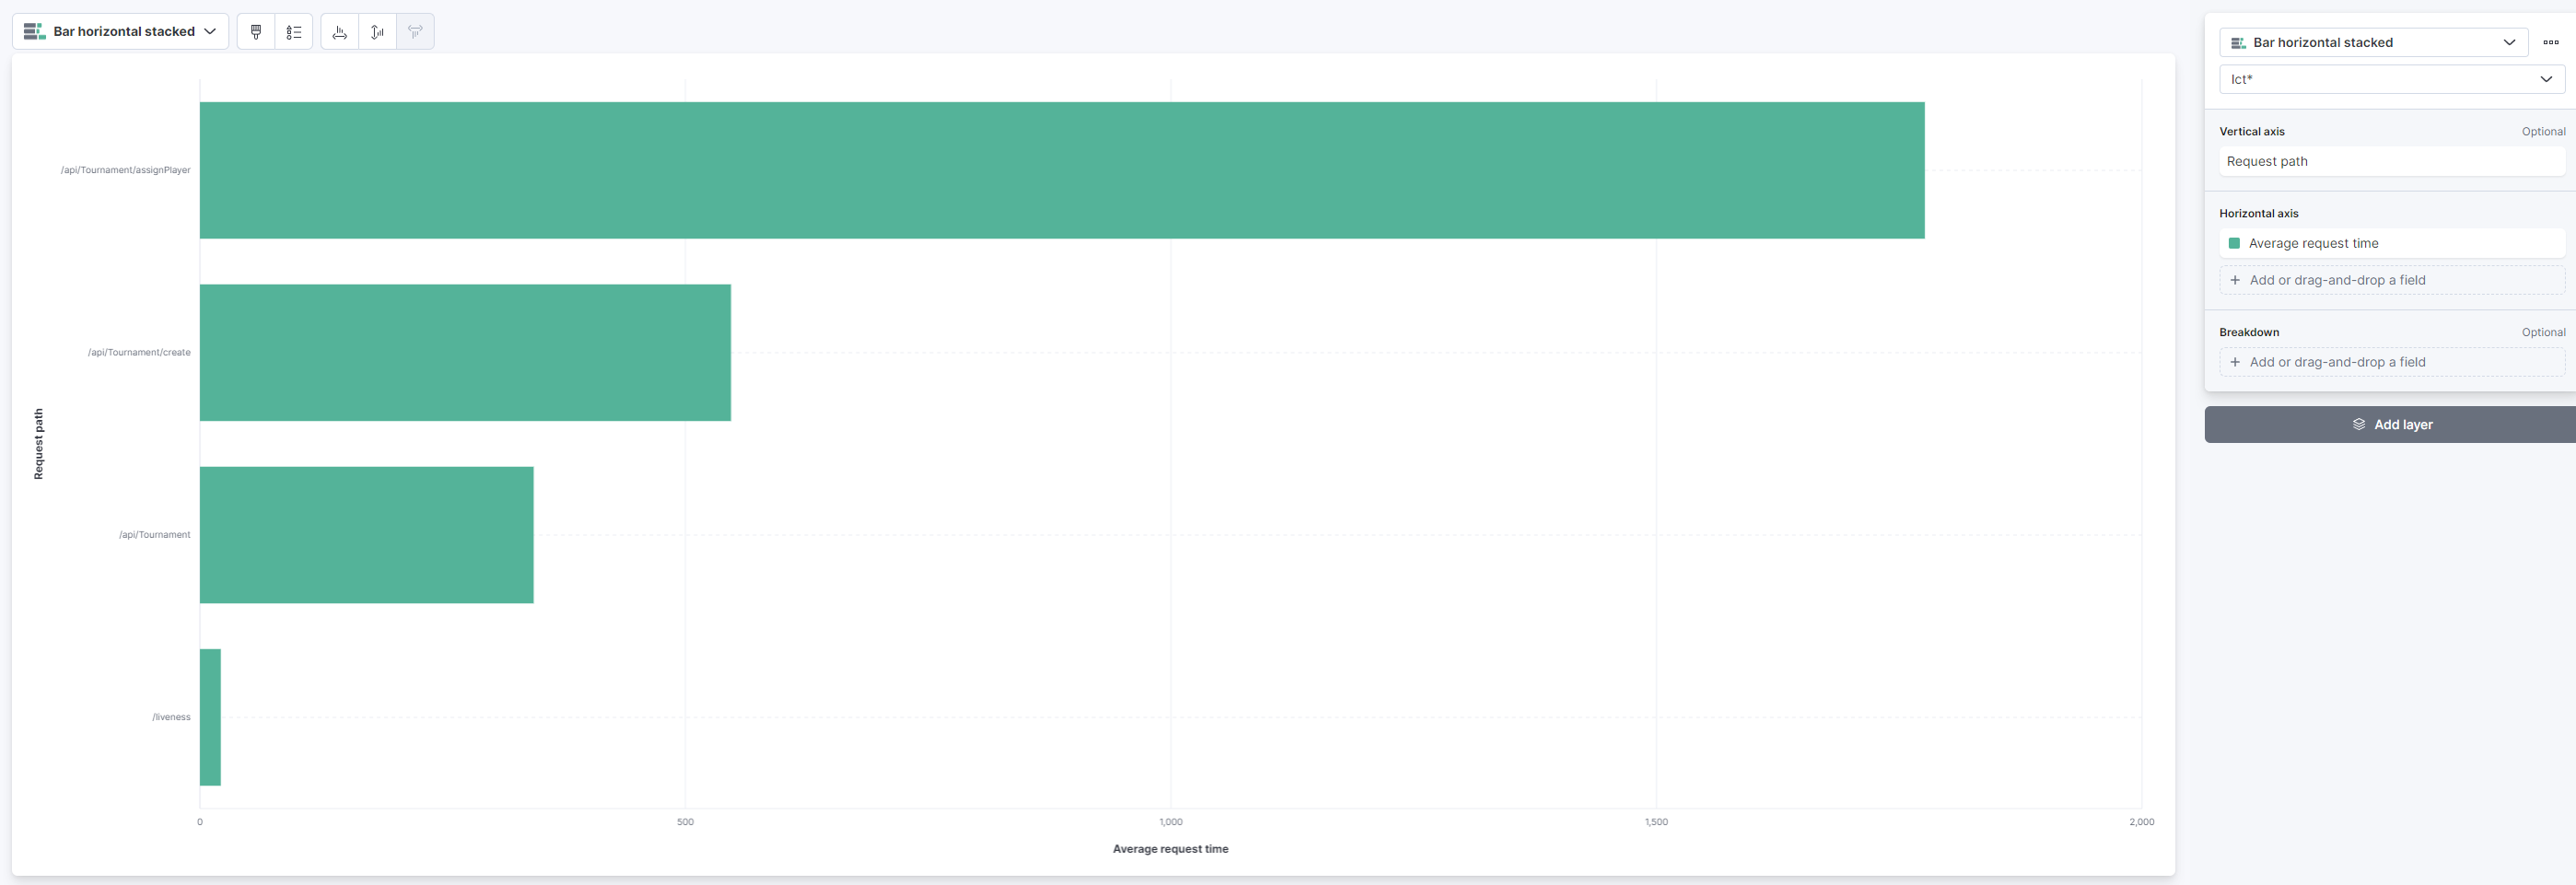 Bar horizontal stacked
/api/Tournament/assignPlayer
/api/Tournament/create
/api/Tournament
/liveness
Request path
0
500
1,000
1,500
2,000
Average request time
Bar horizontal stacked
lct*
Vertical axis
Optional
Request path
Horizontal axis
Average request time
Add or drag-and-drop a field
Breakdown
Optional
Add or drag-and-drop a field
Add layer